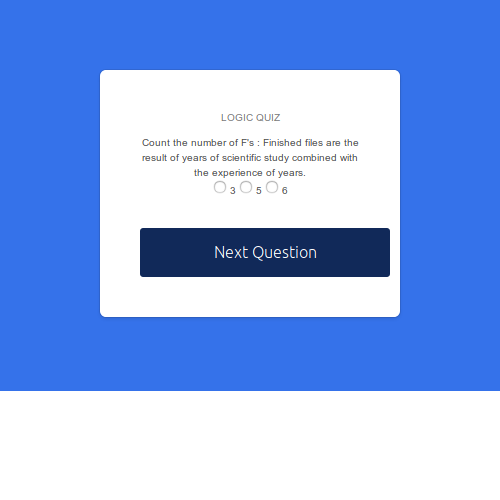 LOGIC QUIZ
Count the number of F's : Finished files are the
result of years of scientific study combined with
the experience of years.
3 5 6
Next Question